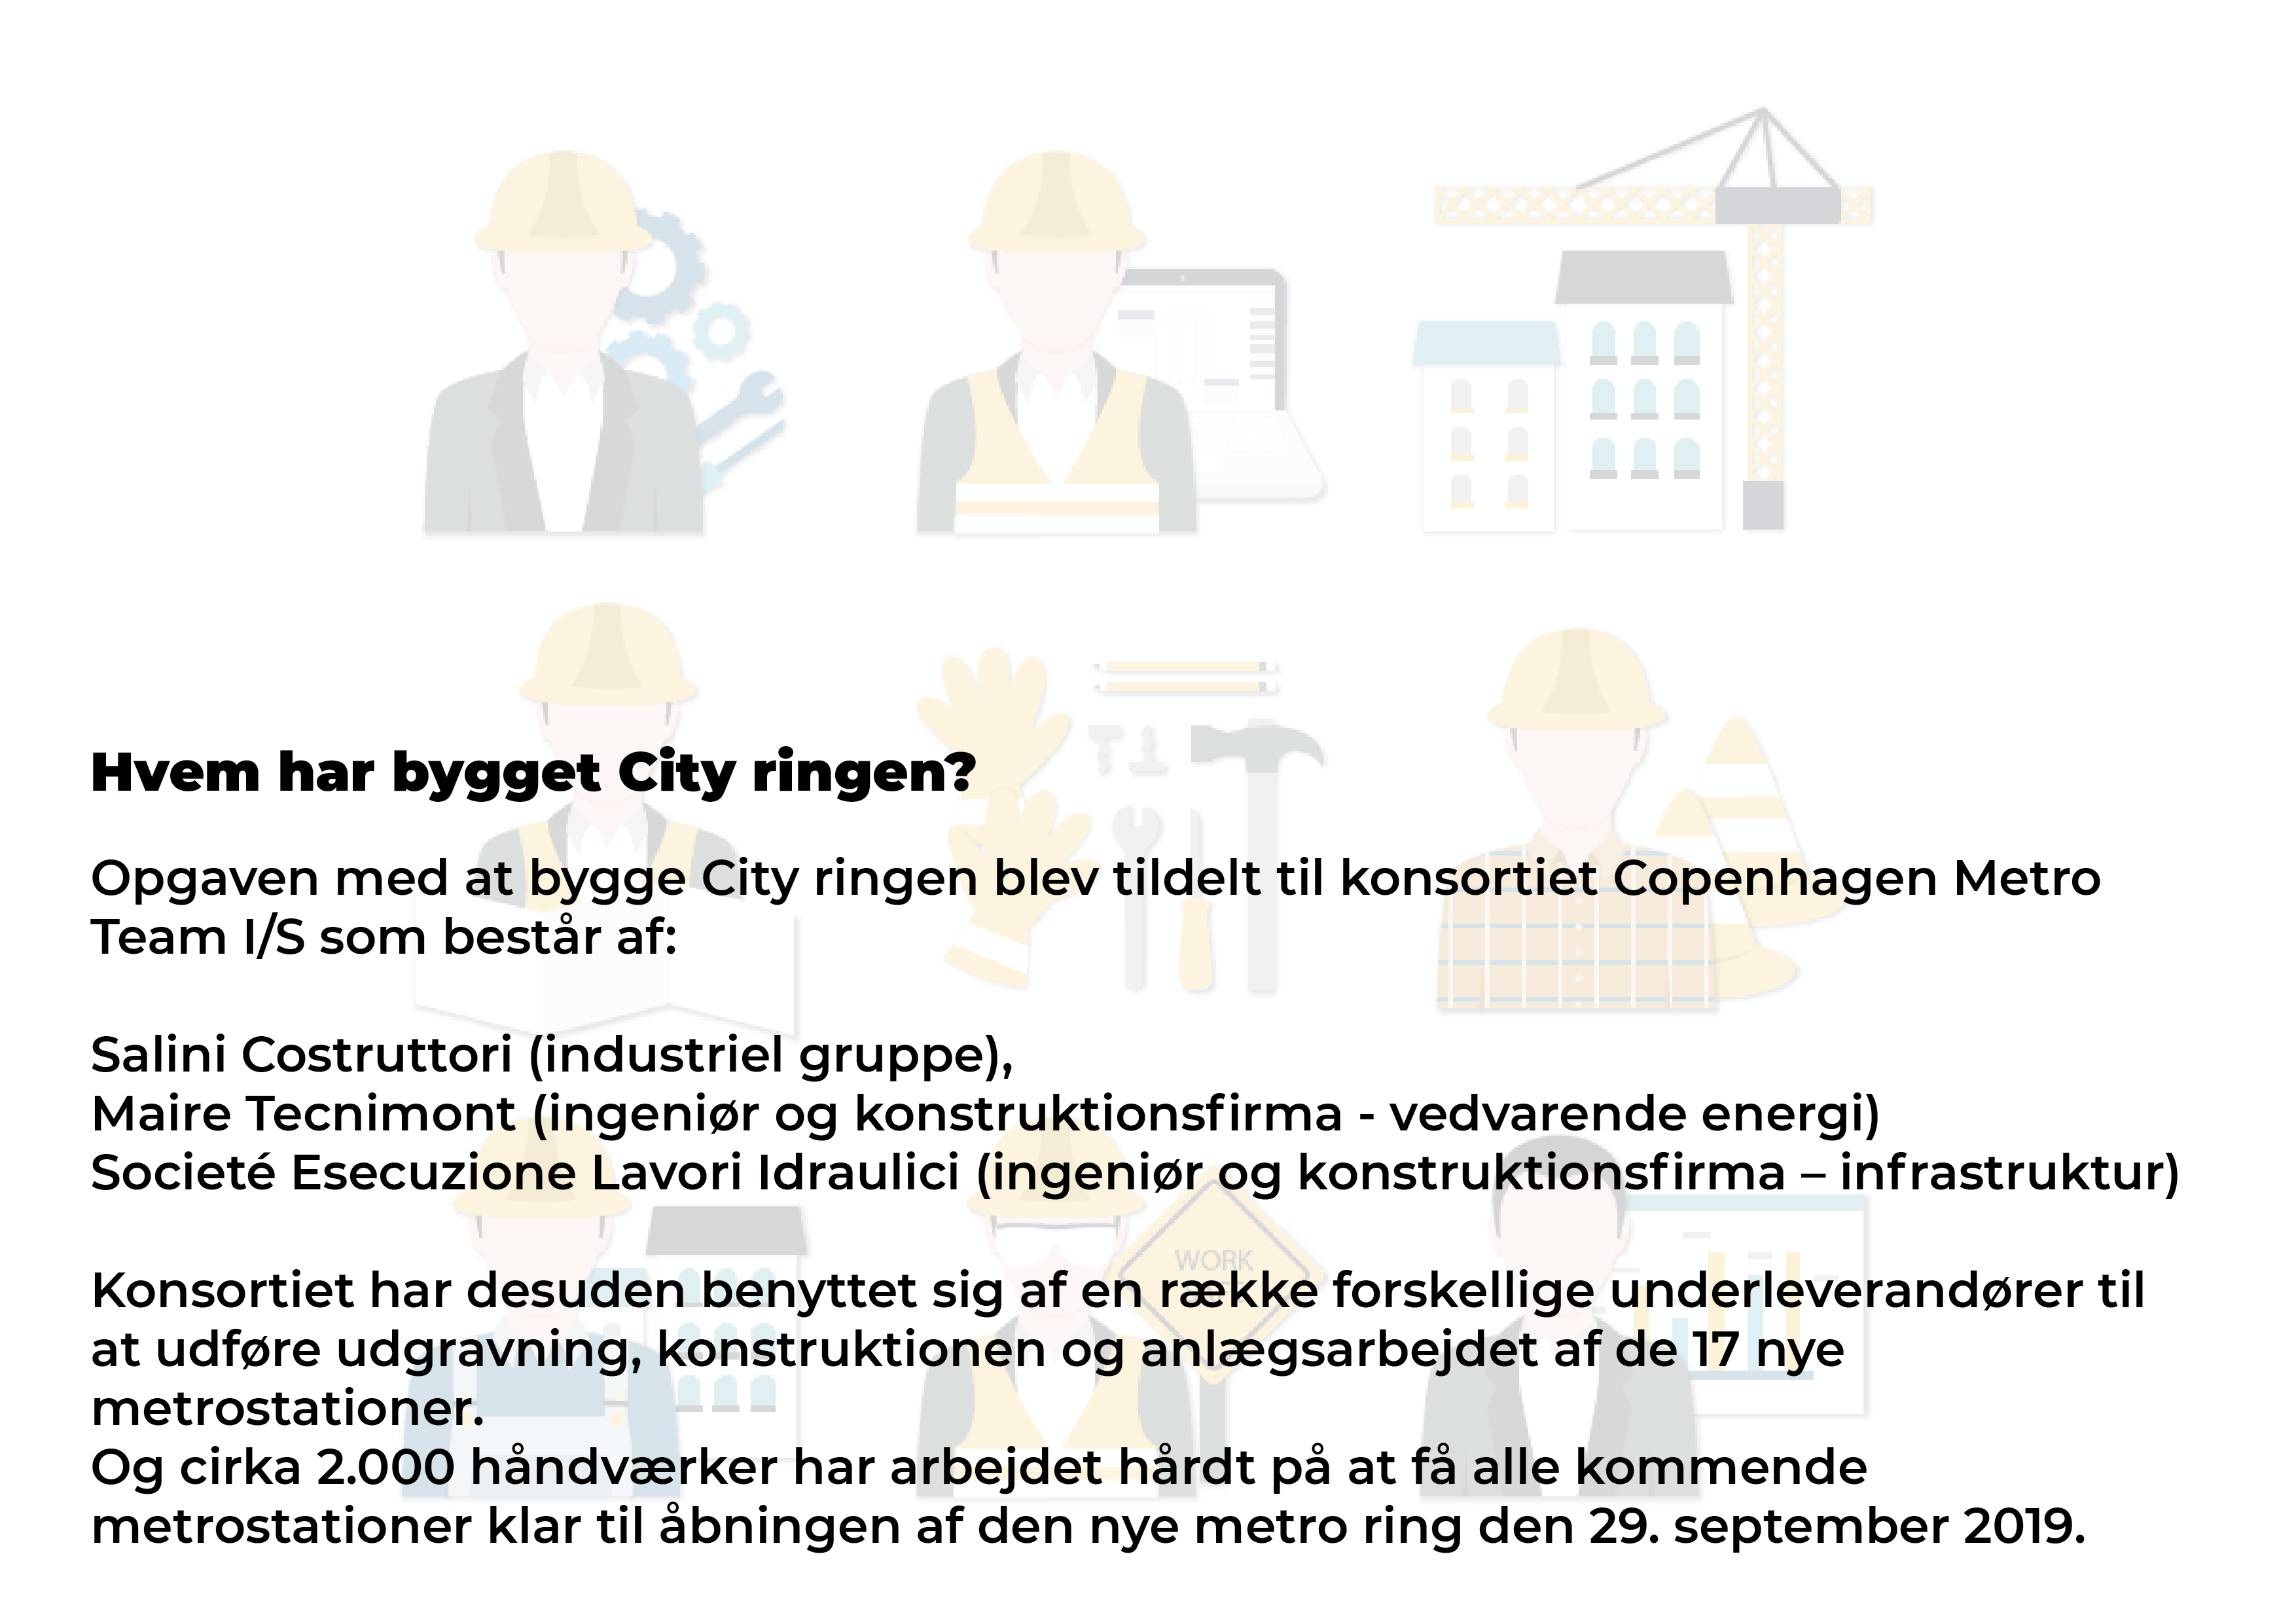 Hvem har bygget City ringen?
Opgaven med at bygge City ringen blev tildelt til konsortiet Copenhagen Metro
Team I/S som består af:
Salini Costruttori (industriel gruppe),
Maire Tecnimont (ingeniør og konstruktionsfirma - vedvarende energi)
Societé Esecuzione Lavori Idraulici (ingeniør og konstruktionsfirma – infrastruktur)
WORK
Konsortiet har desuden benyttet sig af en række forskellige underleverandører til
at udføre udgravning, konstruktionen og anlægsarbejdet af de 17 nye
metrostationer.
Og cirka 2.000 håndværker har arbejdet hårdt på at få alle kommende
metrostationer klar til åbningen af den nye metro ring den 29. september 2019.